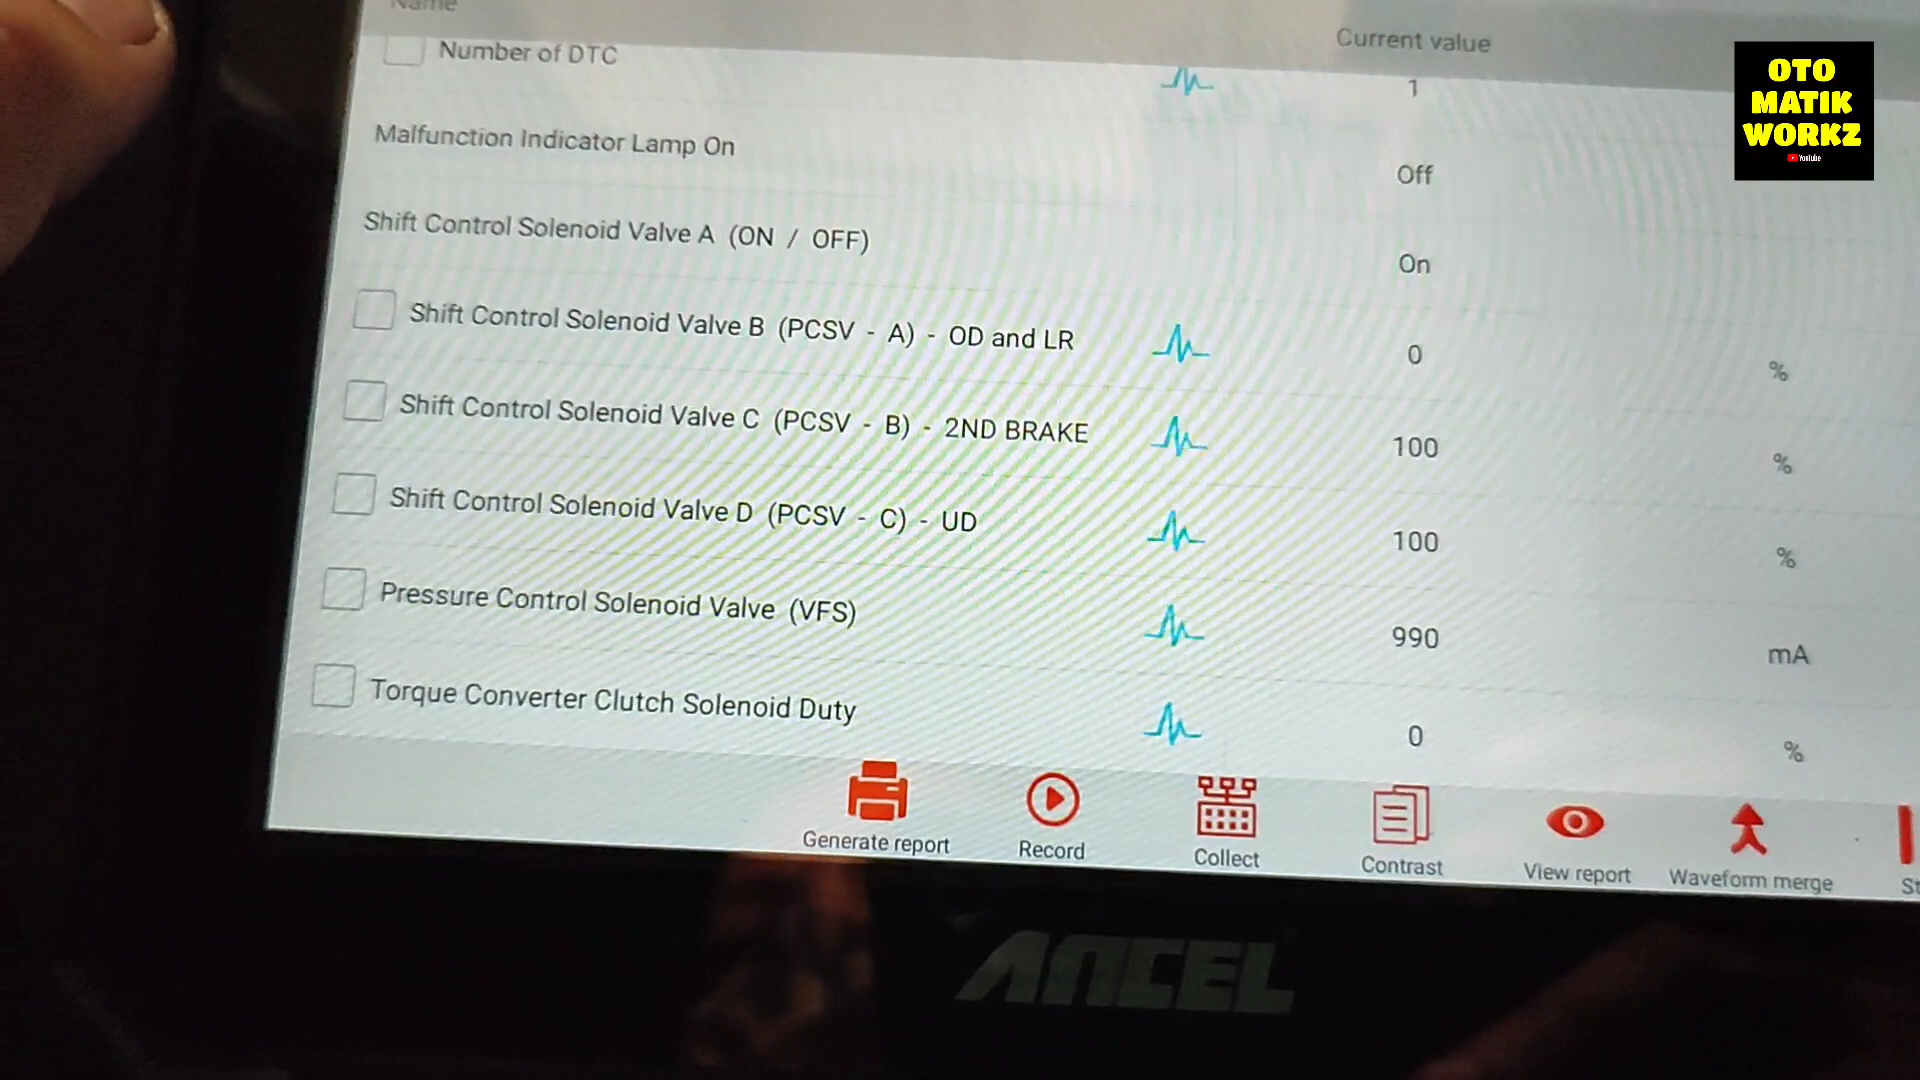 Name
Current value
Number of DTC
1
Malfunction Indicator Lamp On
Off
Shift Control Solenoid Valve A (ON / OFF)
On
Shift Control Solenoid Valve B (PCSV - A) - OD and LR
0
%
Shift Control Solenoid Valve C (PCSV - B) - 2ND BRAKE
100
%
Shift Control Solenoid Valve D (PCSV - C) - UD
100
%
Pressure Control Solenoid Valve (VFS)
990
mA
Torque Converter Clutch Solenoid Duty
0
%
Generate report
Record
Collect
Contrast
View report
Waveform merge
ANCEL
OTO
MATIK
WORKZ
YouTube